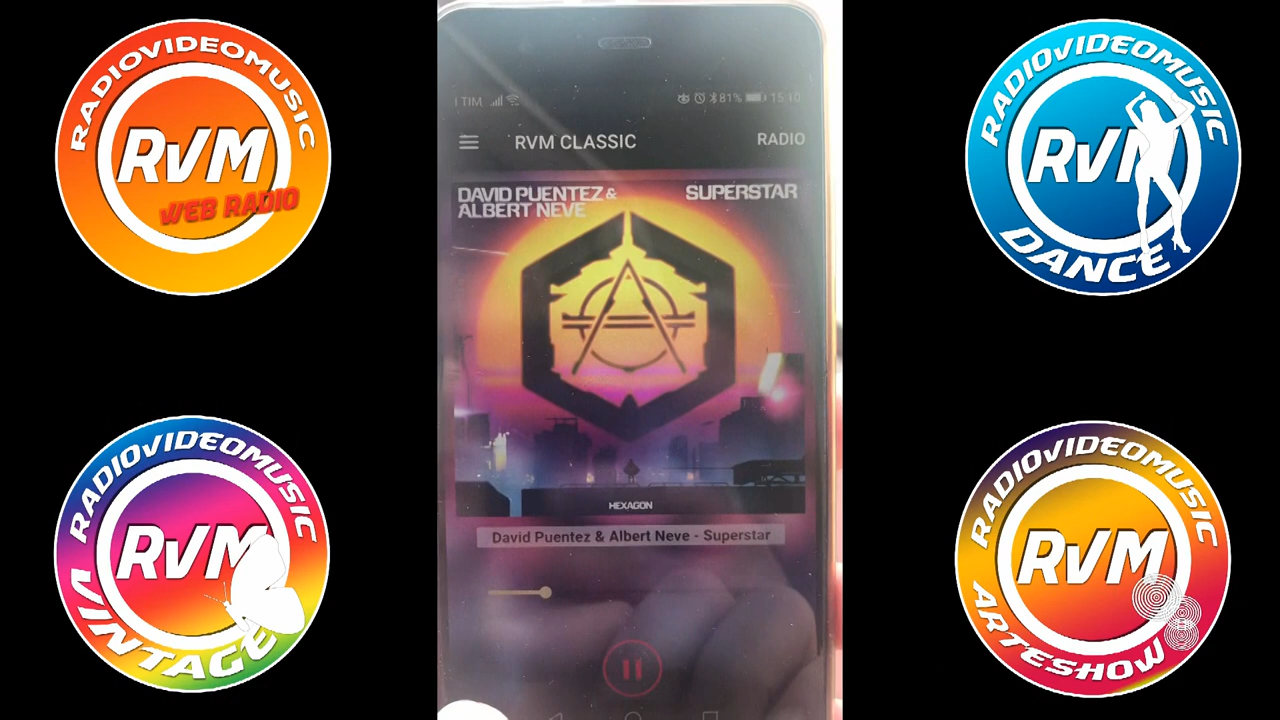 RADIOVIDEOMUSIC
RVM
WEB RADIO
RADIOVIDEOMUSIC
RVM
VINTAGE
TIM
81%
15:10
RVM CLASSIC
RADIO
DAVID PUENTEZ &
ALBERT NEVE
SUPERSTAR
HEXAGON
David Puentez & Albert Neve - Superstar
RADIOVIDEOMUSIC
RVM
DANCE
RADIOVIDEOMUSIC
RVM
ARTESHOW